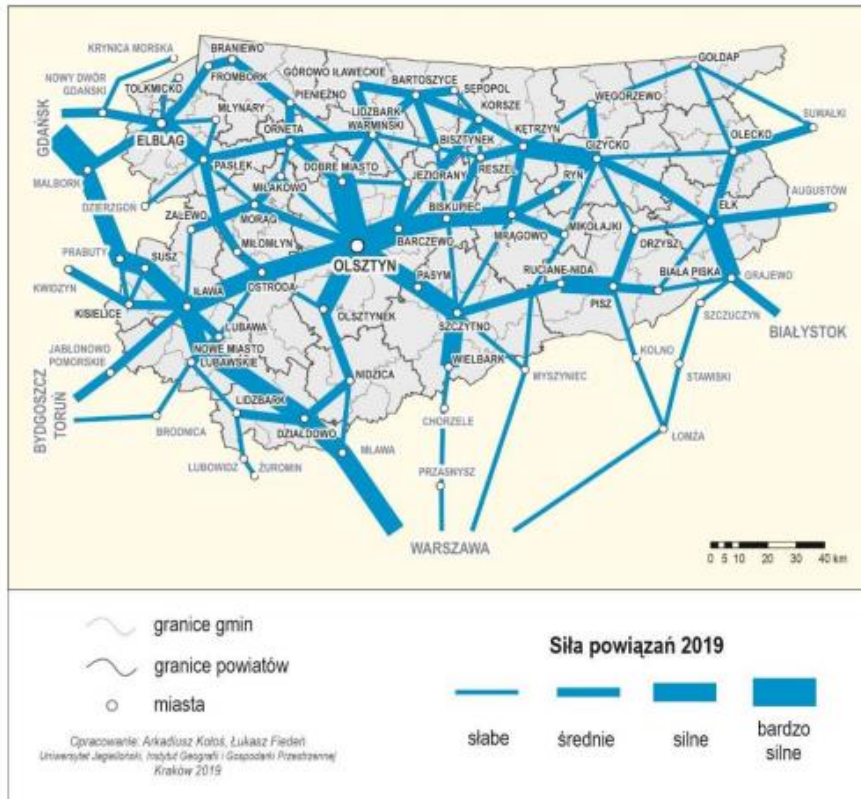 KRYNICA MORSKA
BRANIEWO
GOŁDAP
NOWY DWÓR
GDAŃSKI
FROMBORK
GÓROWO IŁAWECKIE
BARTOSZYCE
TOLKMICKO
PIENIĘŻNO
SĘPOPOL
WĘGORZEWO
MŁYNARY
LIDZBARK
WARMIŃSKI
KORSZE
SUWAŁKI
GDAŃSK
ELBLĄG
ORNETA
BISZTYNEK
KĘTRZYN
GIŻYCKO
OLECKO
PASŁĘK
DOBRE MIASTO
RESZEL
MALBORK
MIŁAKOWO
JEZIORANY
RYN
AUGUSTÓW
DZIERZGOŃ
ZALEWO
MORĄG
BISKUPIEC
EŁK
BARCZEWO
MRĄGOWO
MIKOŁAJKI
ORZYSZ
PRABUTY
SUSZ
MIŁOMŁYN
OLSZTYN
PASYM
RUCIANE-NIDA
BIAŁA PISKA
GRAJEWO
KWIDZYN
OSTRÓDA
IŁAWA
PISZ
KISIELICE
OLSZTYNEK
SZCZUCZYN
LUBAWA
SZCZYTNO
BIAŁYSTOK
JABŁONOWO
POMORSKIE
NOWE MIASTO
LUBAWSKIE
WIELBARK
KOLNO
STAWISKI
NIDZICA
MYSZYNIEC
BYDGOSZCZ
TORUŃ
LIDZBARK
BRODNICA
CHORZELE
DZIAŁDOWO
ŁOMŻA
LUBOWIDZ
ŻUROMIN
MŁAWA
PRZASNYSZ
WARSZAWA
0 5 10 20 30 40 km
granice gmin
granice powiatów
miasta
Siła powiązań 2019
słabe
średnie
silne
bardzo
silne
Opracowanie: Arkadiusz Kołoś, Łukasz Fiedeń
Uniwersytet Jagielloński, Instytut Geografii i Gospodarki Przestrzennej
Kraków 2019